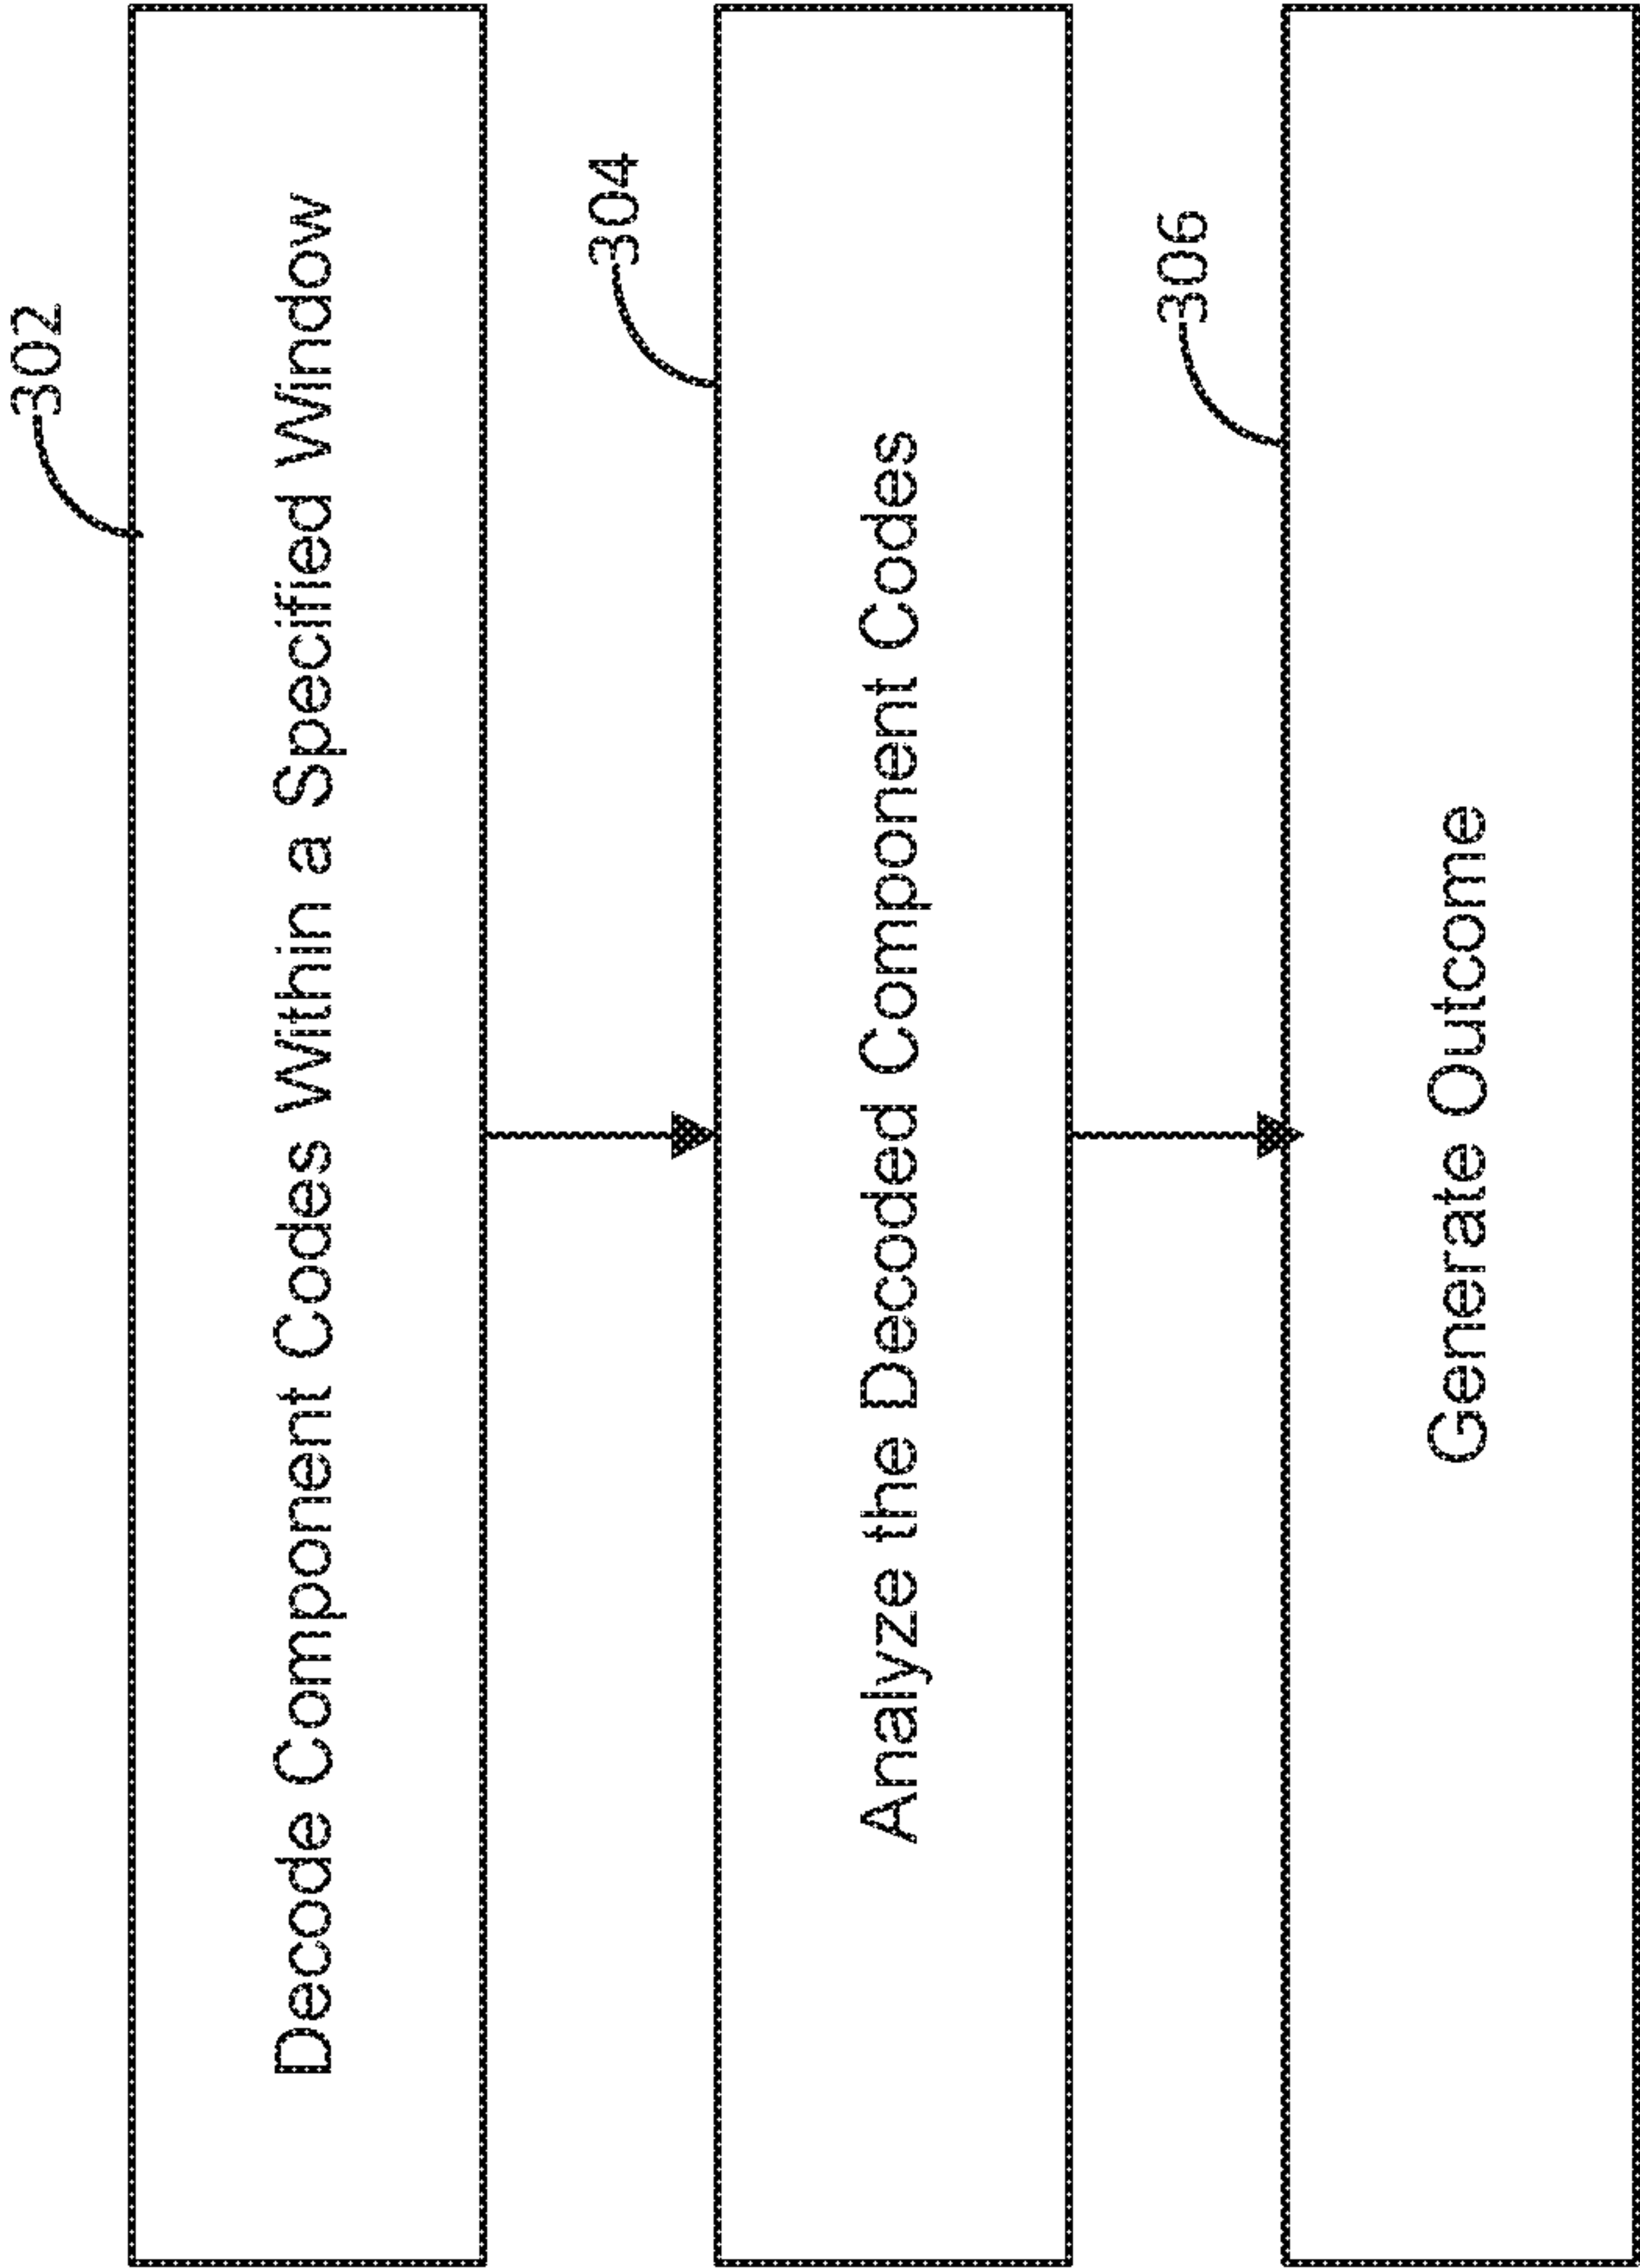 302
Decode Component Codes Within a Specified Window
304
Analyze the Decoded Component Codes
306
Generate Outcome